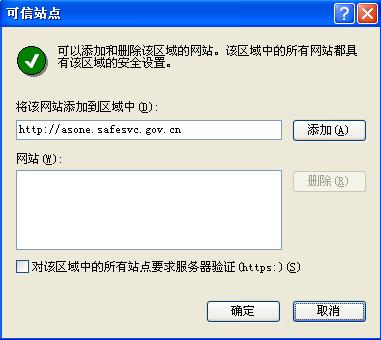 可信站点
可以添加和删除该区域的网站。该区域中的所有网站都具
有该区域的安全设置。
将该网站添加到区域中(D):
http://asone.safesvc.gov.cn
添加(A)
网站(W):
删除(R)
对该区域中的所有站点要求服务器验证(https:)(S)
确定
取消